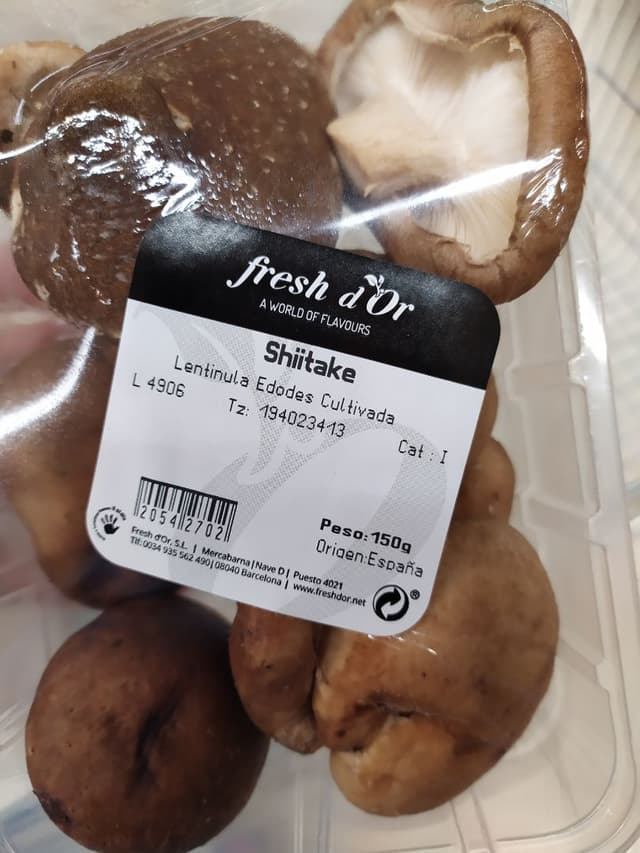 fresh d'Or
A WORLD OF FLAVOURS
Shiitake
Lentinula Edodes Cultivada
L 4906
Tz: 194023413
Cat : I
2054 2702
Peso: 150g
Origen:España
Fresh d'Or, S.L. | Mercabarna | Nave D | Puesto 4021
Tlf: 0034 935 562 490 | 08040 Barcelona | www.freshdor.net
®